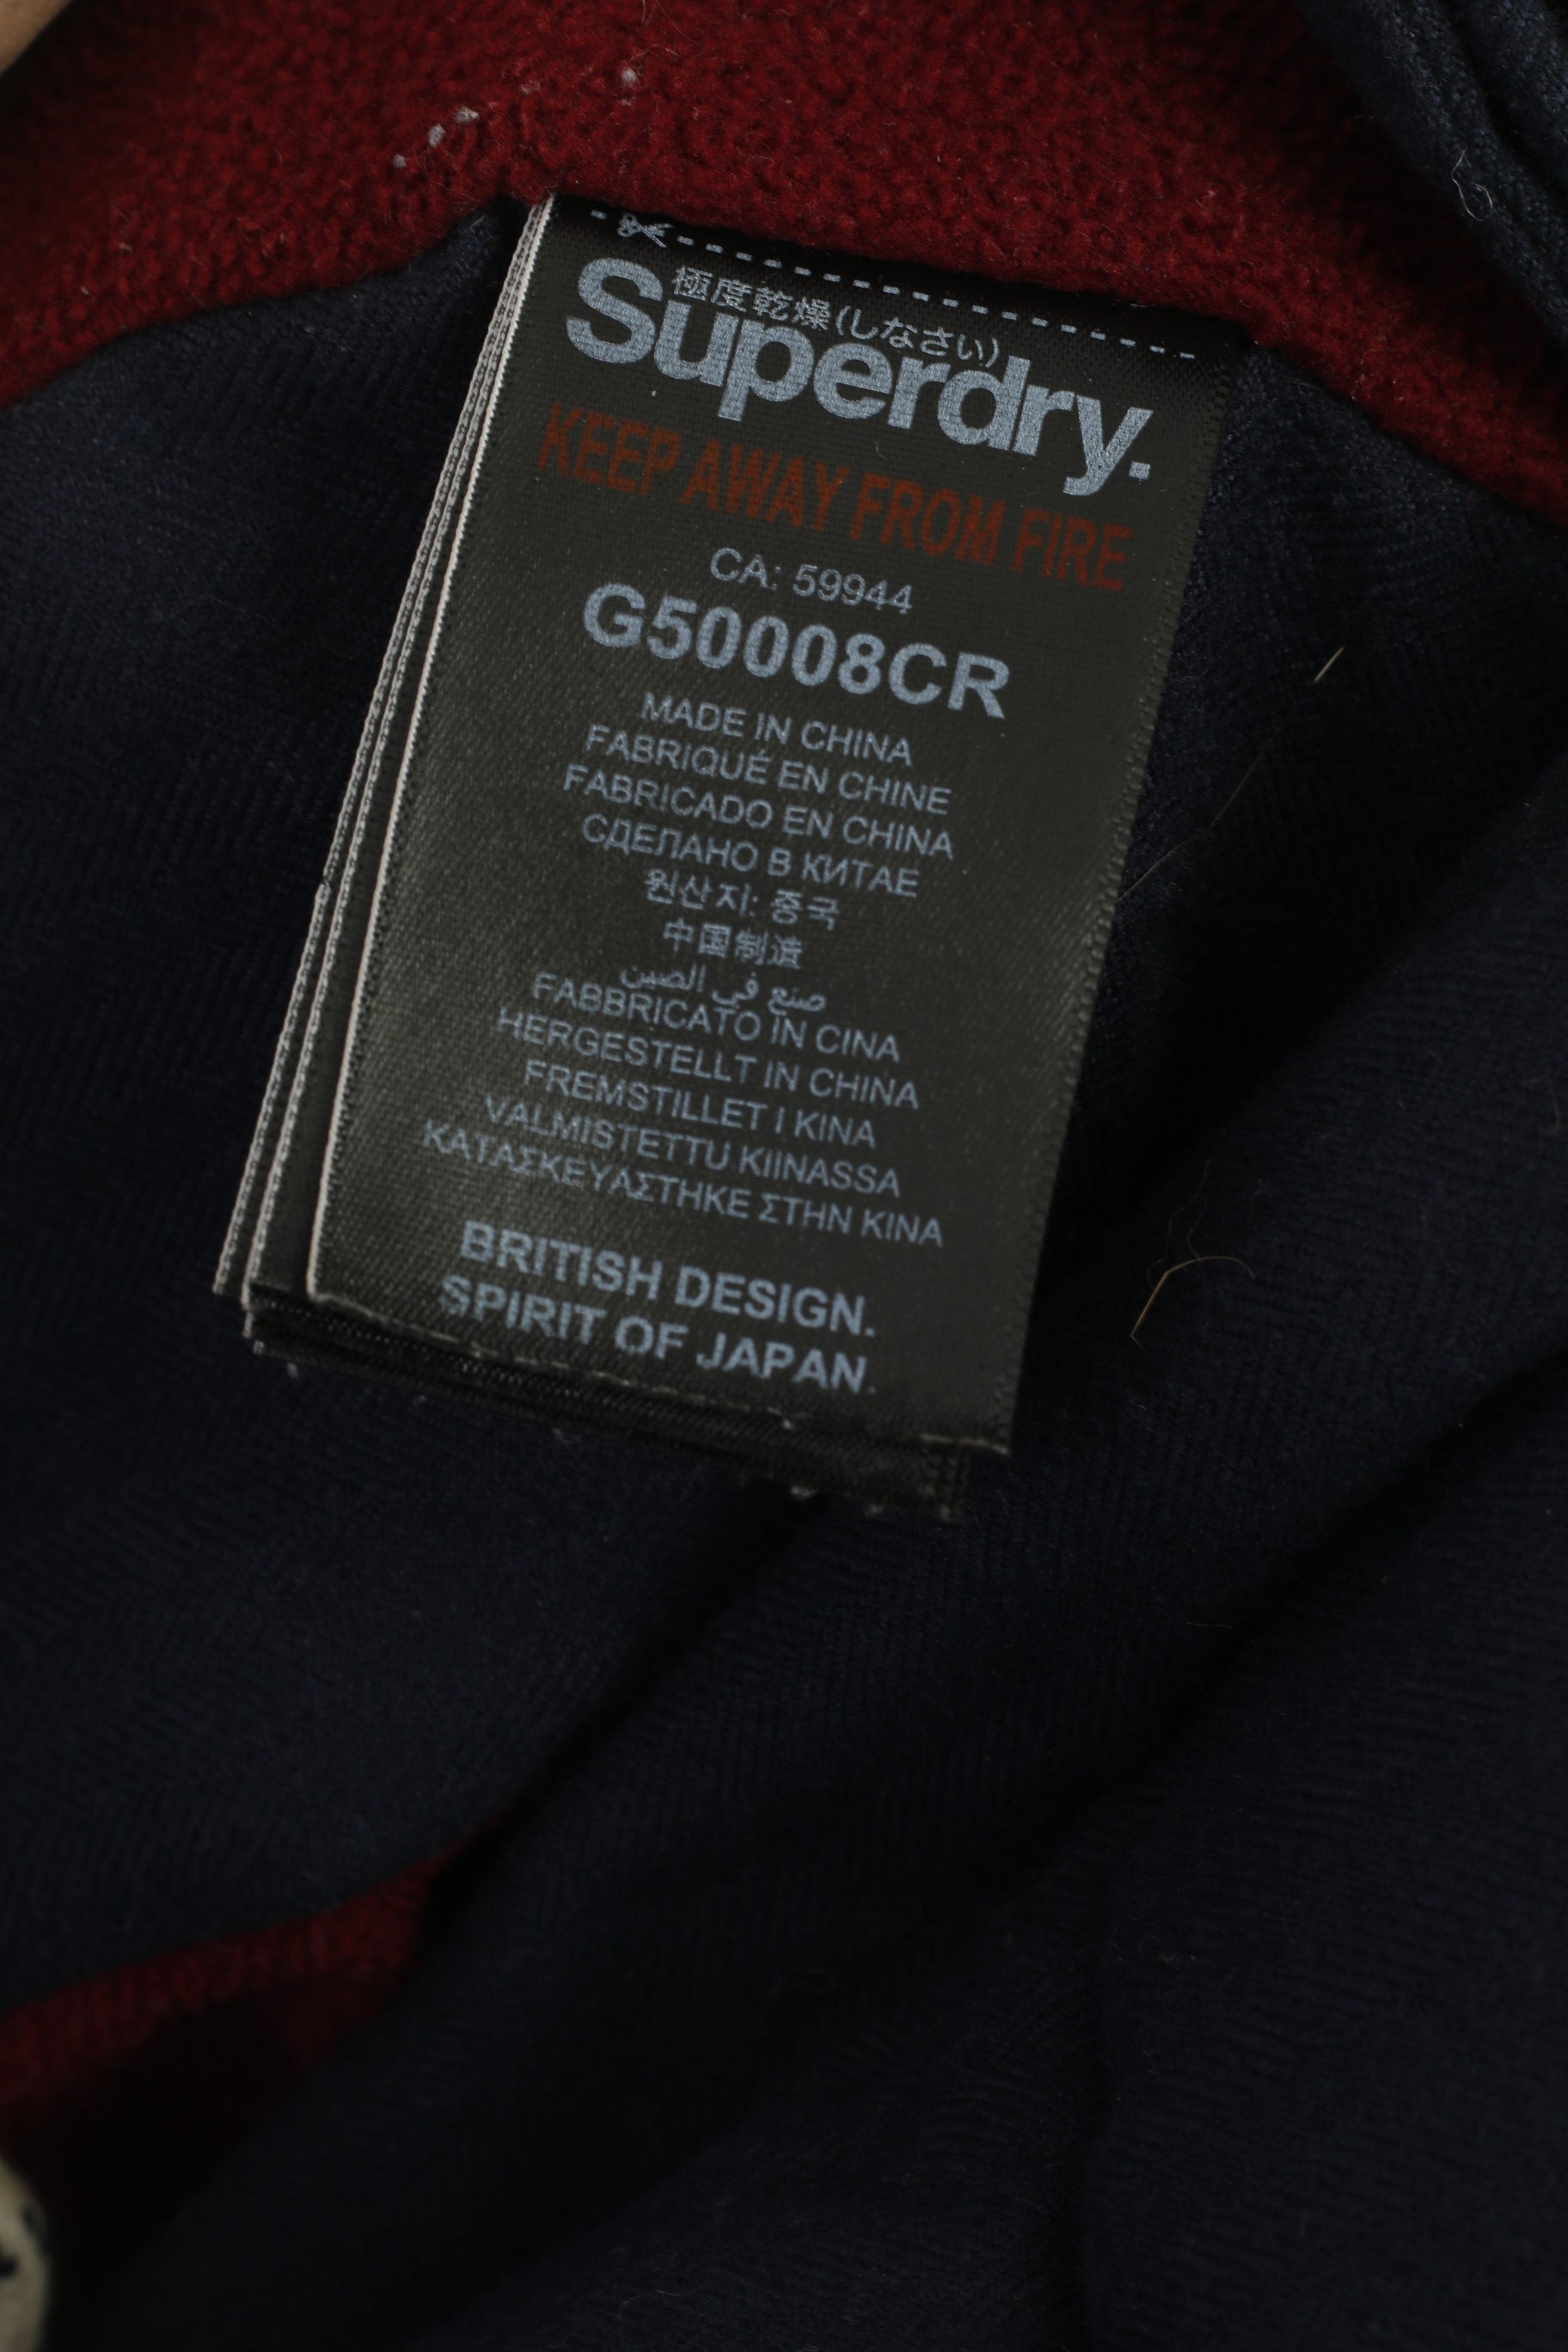 極度乾燥(しなさい)
Superdry.
KEEP AWAY FROM FIRE
CA: 59944
G50008CR
MADE IN CHINA
FABRIQUÉ EN CHINE
FABRICADO EN CHINA
СДЕЛАНО В КИТАЕ
원산지: 중국
中国制造
صنع في الصين
FABBRICATO IN CINA
HERGESTELLT IN CHINA
FREMSTILLET I KINA
VALMISTETTU KIINASSA
ΚΑΤΑΣΚΕΥΑΣΤΗΚΕ ΣΤΗΝ ΚΙΝΑ
BRITISH DESIGN.
SPIRIT OF JAPAN.